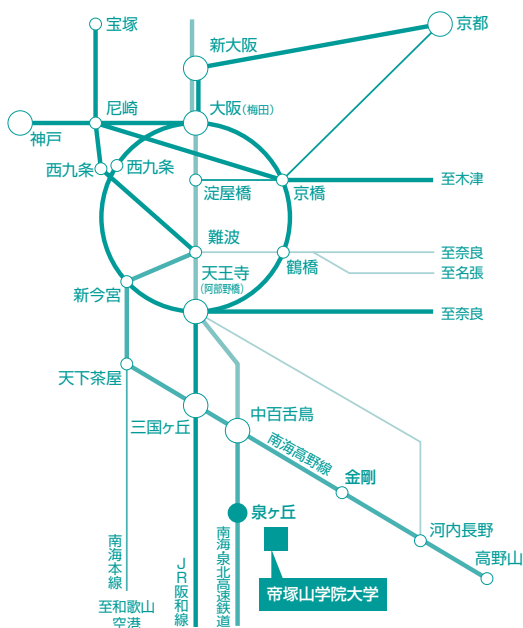 宝塚
京都
新大阪
尼崎
大阪(梅田)
神戸
西九条
西九条
淀屋橋
京橋
至木津
難波
鶴橋
至奈良
至名張
天王寺
(阿部野橋)
新今宮
至奈良
天下茶屋
三国ヶ丘
中百舌鳥
南海高野線
金剛
泉ヶ丘
河内長野
高野山
南海本線
JR阪和線
南海泉北高速鉄道
帝塚山学院大学
至和歌山
空港